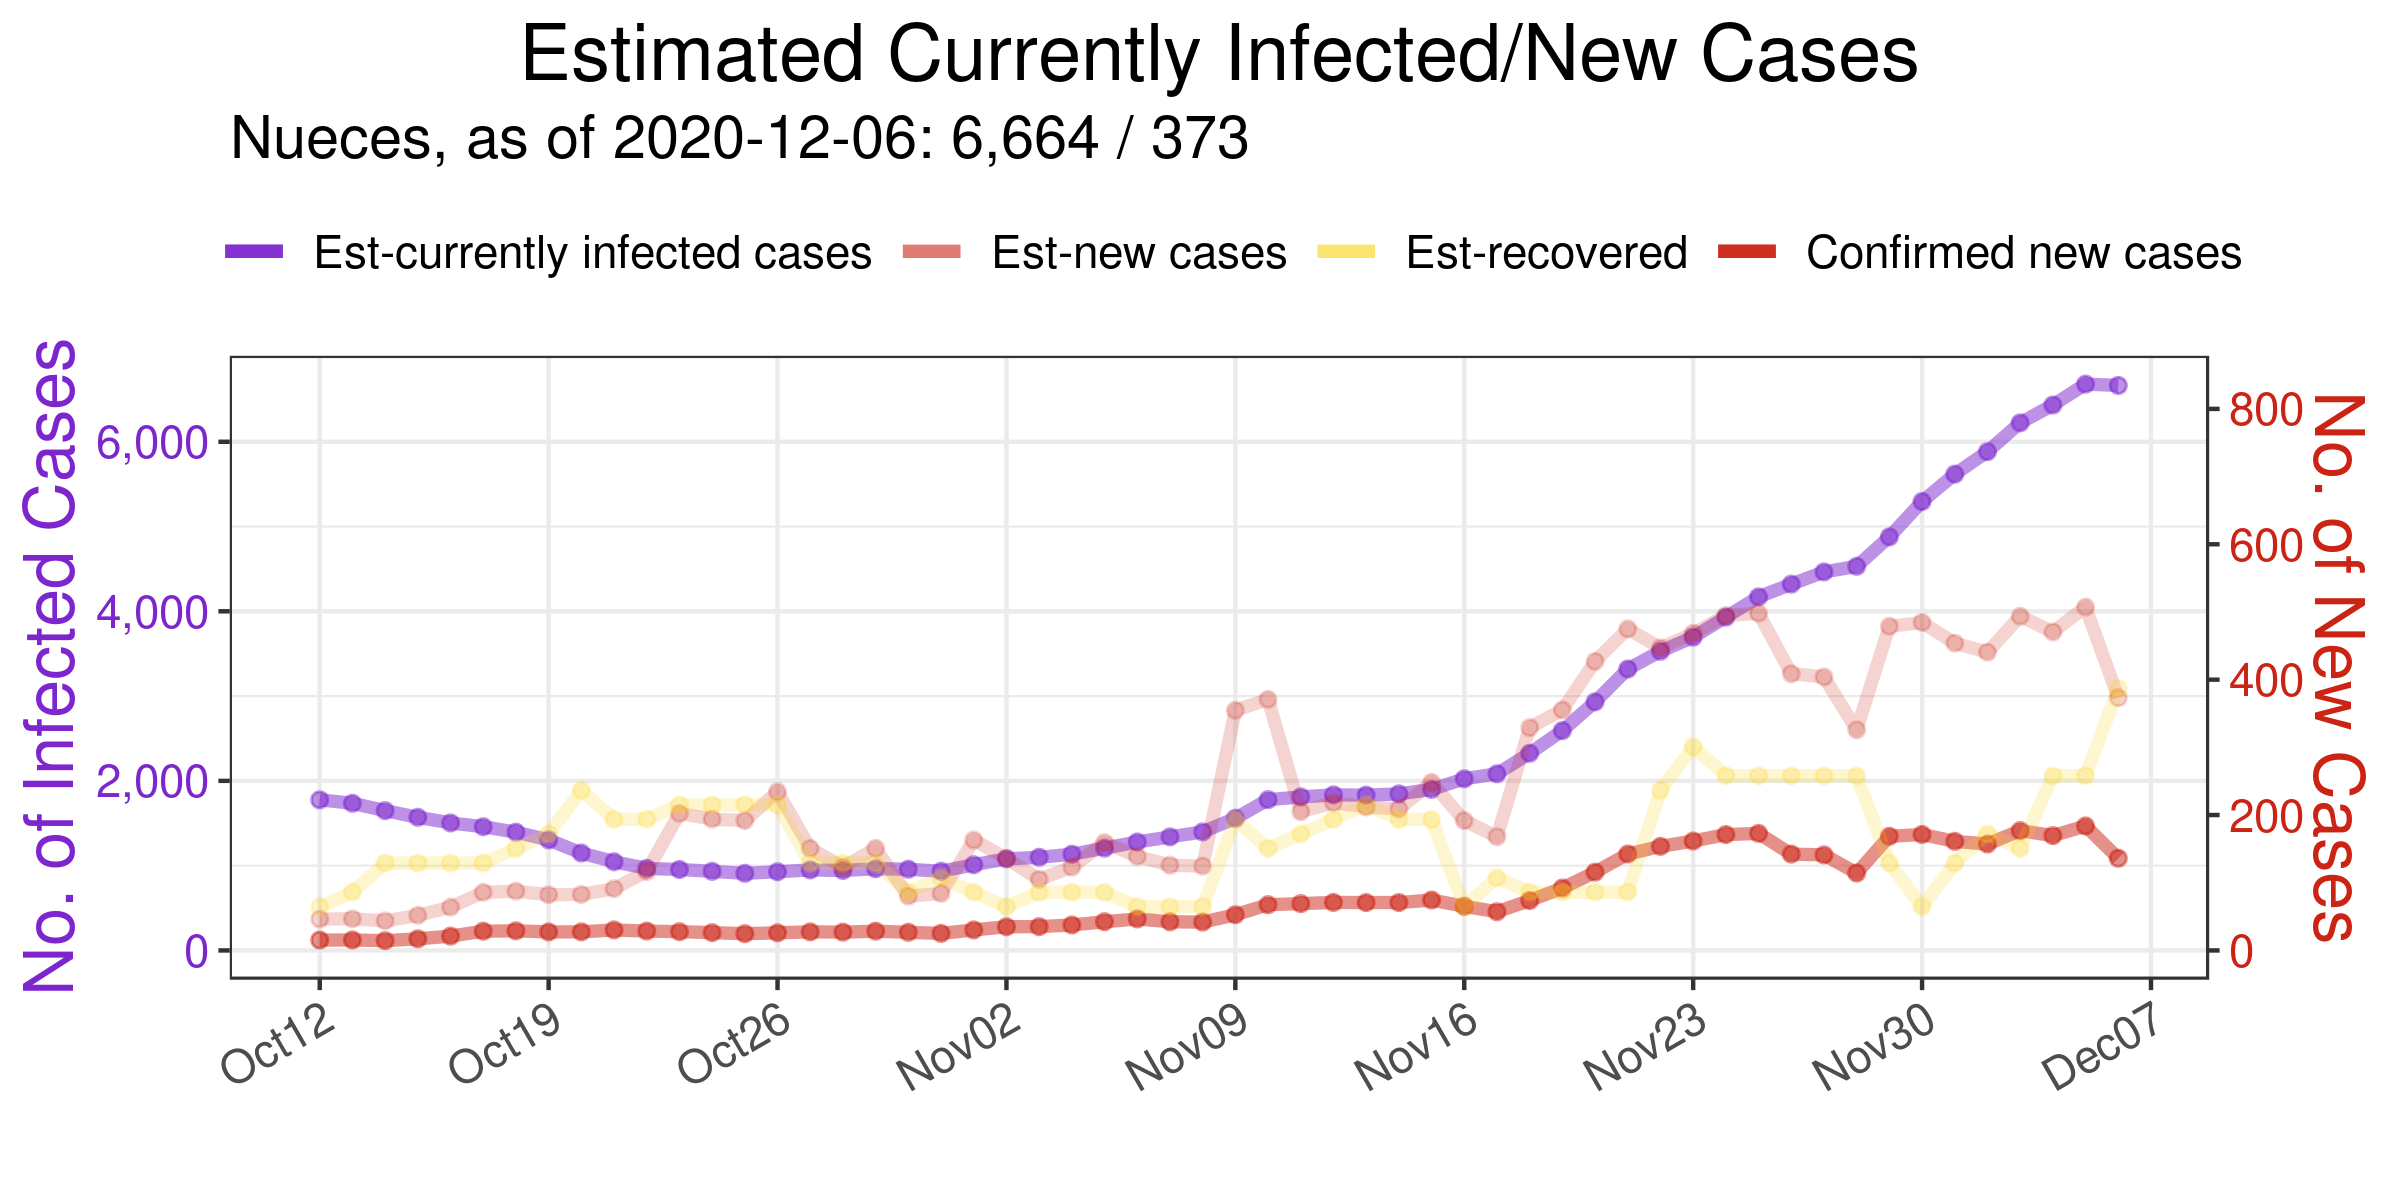 Estimated Currently Infected/New Cases
Nueces, as of 2020-12-06: 6,664 / 373
Est-currently infected cases Est-new cases Est-recovered Confirmed new cases
No. of Infected Cases
6,000
4,000
2,000
0
800
600
400
200
0
No. of New Cases
Oct12 Oct19 Oct26 Nov02 Nov09 Nov16 Nov23 Nov30 Dec07